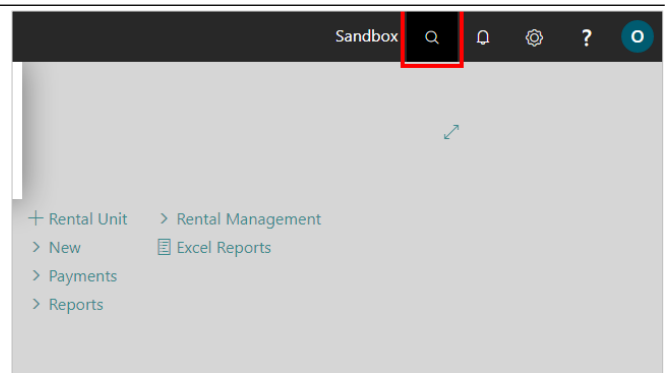 Sandbox ? O
+ Rental Unit > Rental Management
> New Excel Reports
> Payments
> Reports